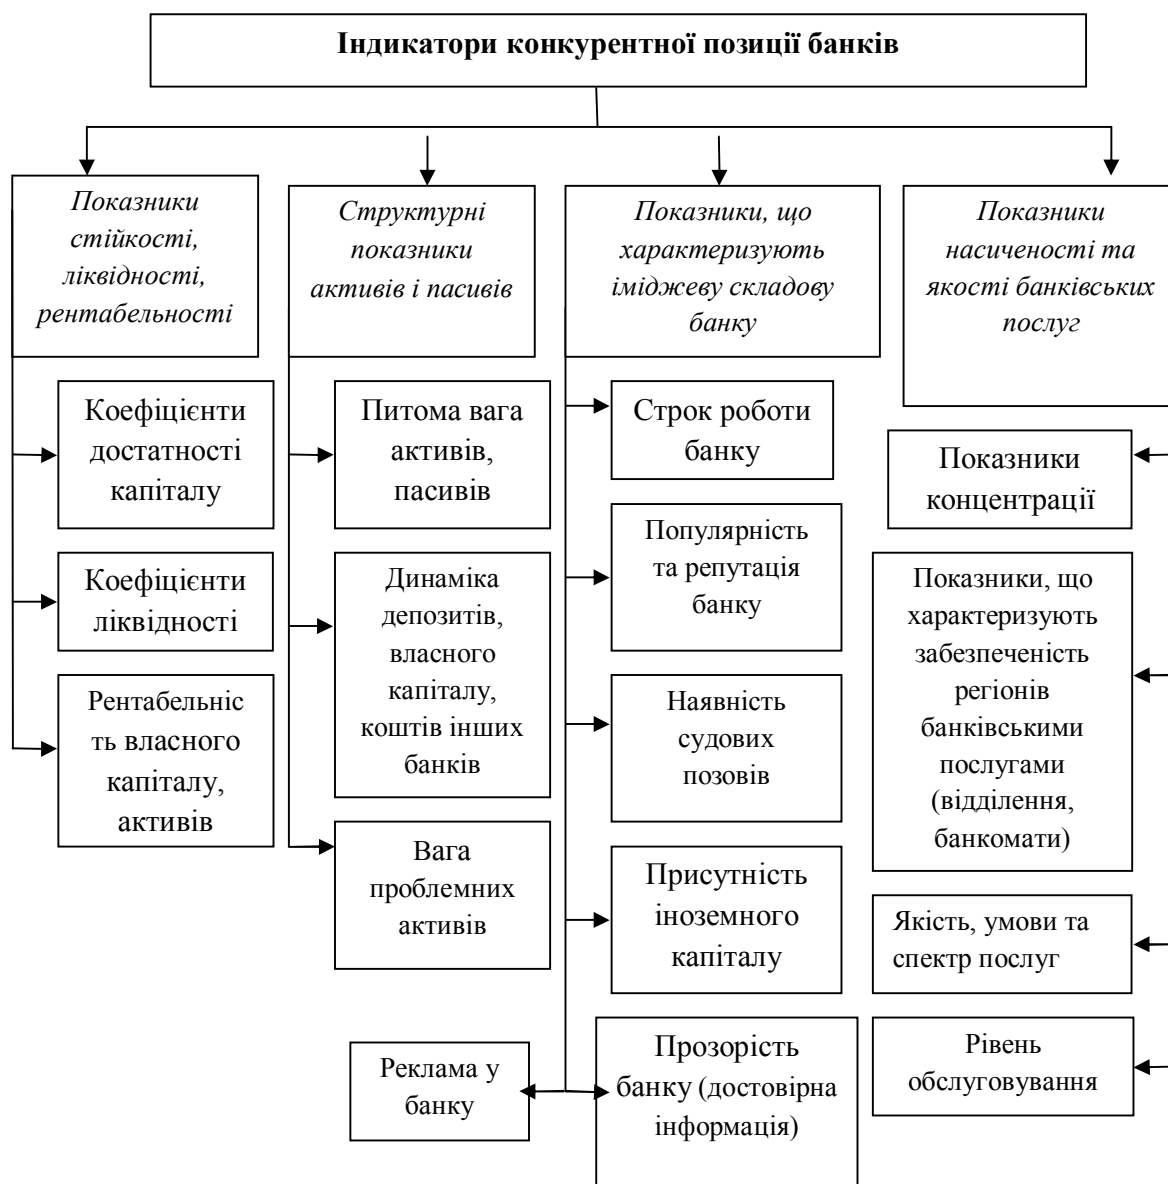 Індикатори конкурентної позиції банків
Показники
стійкості,
ліквідності,
рентабельності
Структурні
показники
активів і пасивів
Показники, що
характеризують
іміджеву складову
банку
Показники
насиченості та
якості банківських
послуг
Коефіцієнти
достатності
капіталу
Коефіцієнти
ліквідності
Рентабельніс
ть власного
капіталу,
активів
Питома вага
активів,
пасивів
Динаміка
депозитів,
власного
капіталу,
коштів інших
банків
Вага
проблемних
активів
Строк роботи
банку
Популярність
та репутація
банку
Наявність
судових
позовів
Присутність
іноземного
капіталу
Реклама у
банку
Прозорість
банку (достовірна
інформація)
Показники
концентрації
Показники, що
характеризують
забезпеченість
регіонів
банківськими
послугами
(відділення,
банкомати)
Якість, умови та
спектр послуг
Рівень
обслуговування